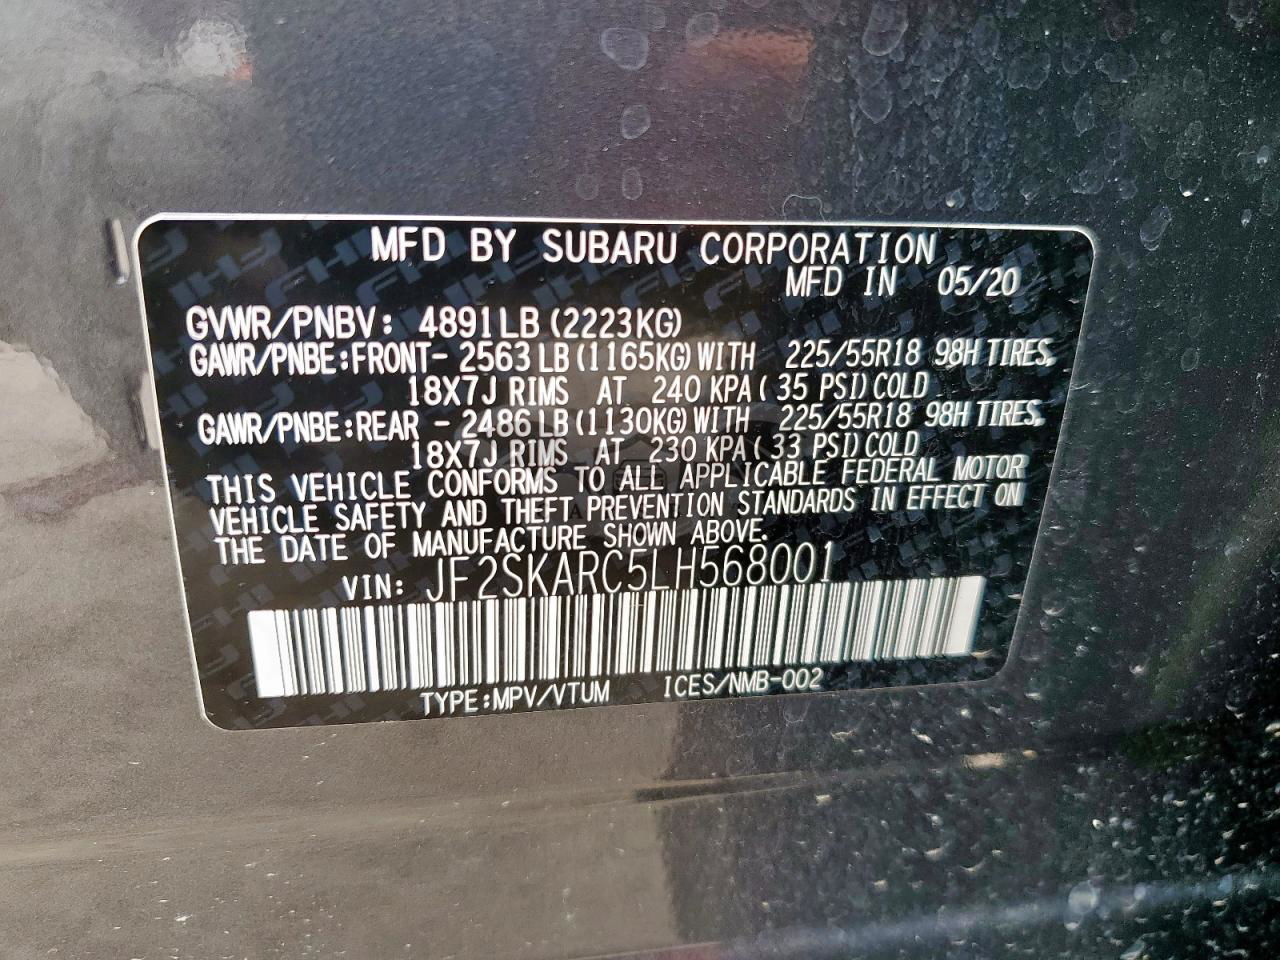 MFD BY SUBARU CORPORATION
MFD IN 05/20
GVWR/PNBV: 4891LB(2223KG)
GAWR/PNBE:FRONT- 2563LB(1165KG)WITH 225/55R18 98H TIRES,
18X7J RIMS AT 240 KPA(35 PSI)COLD
GAWR/PNBE:REAR - 2486LB(1130KG)WITH 225/55R18 98H TIRES,
18X7J RIMS AT 230 KPA(33 PSI)COLD
THIS VEHICLE CONFORMS TO ALL APPLICABLE FEDERAL MOTOR
VEHICLE SAFETY AND THEFT PREVENTION STANDARDS IN EFFECT ON
THE DATE OF MANUFACTURE SHOWN ABOVE.
VIN: JF2SKARC5LH568001
TYPE:MPV/VTUM ICES/NMB-002